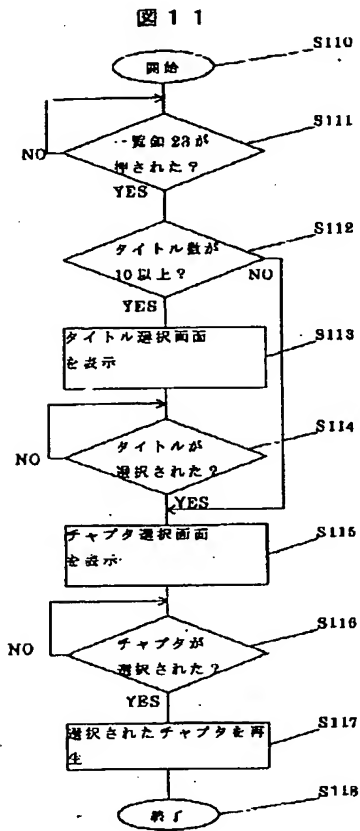 図11
S110
開始
S111
一覧釦23が
押された?
NO
YES
S112
タイトル数が
10以上?
NO
YES
S113
タイトル選択画面
を表示
S114
タイトルが
選択された?
NO
YES
S115
チャプタ選択画面
を表示
S116
チャプタが
選択された?
NO
YES
S117
選択されたチャプタを再
生
S118
終了